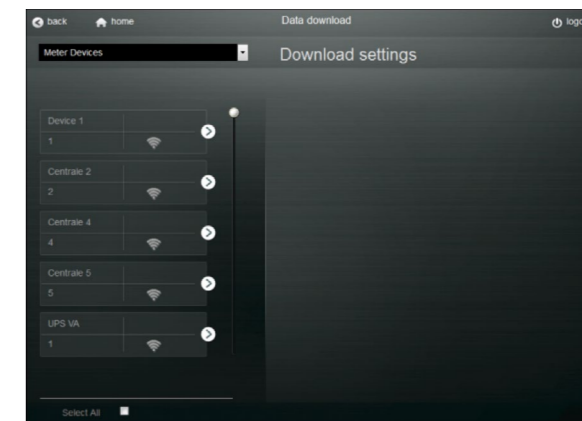 back home Data download logo
Meter Devices
Download settings
Device 1
1
Centrale 2
2
Centrale 4
4
Centrale 5
5
UPS VA
1
Select All